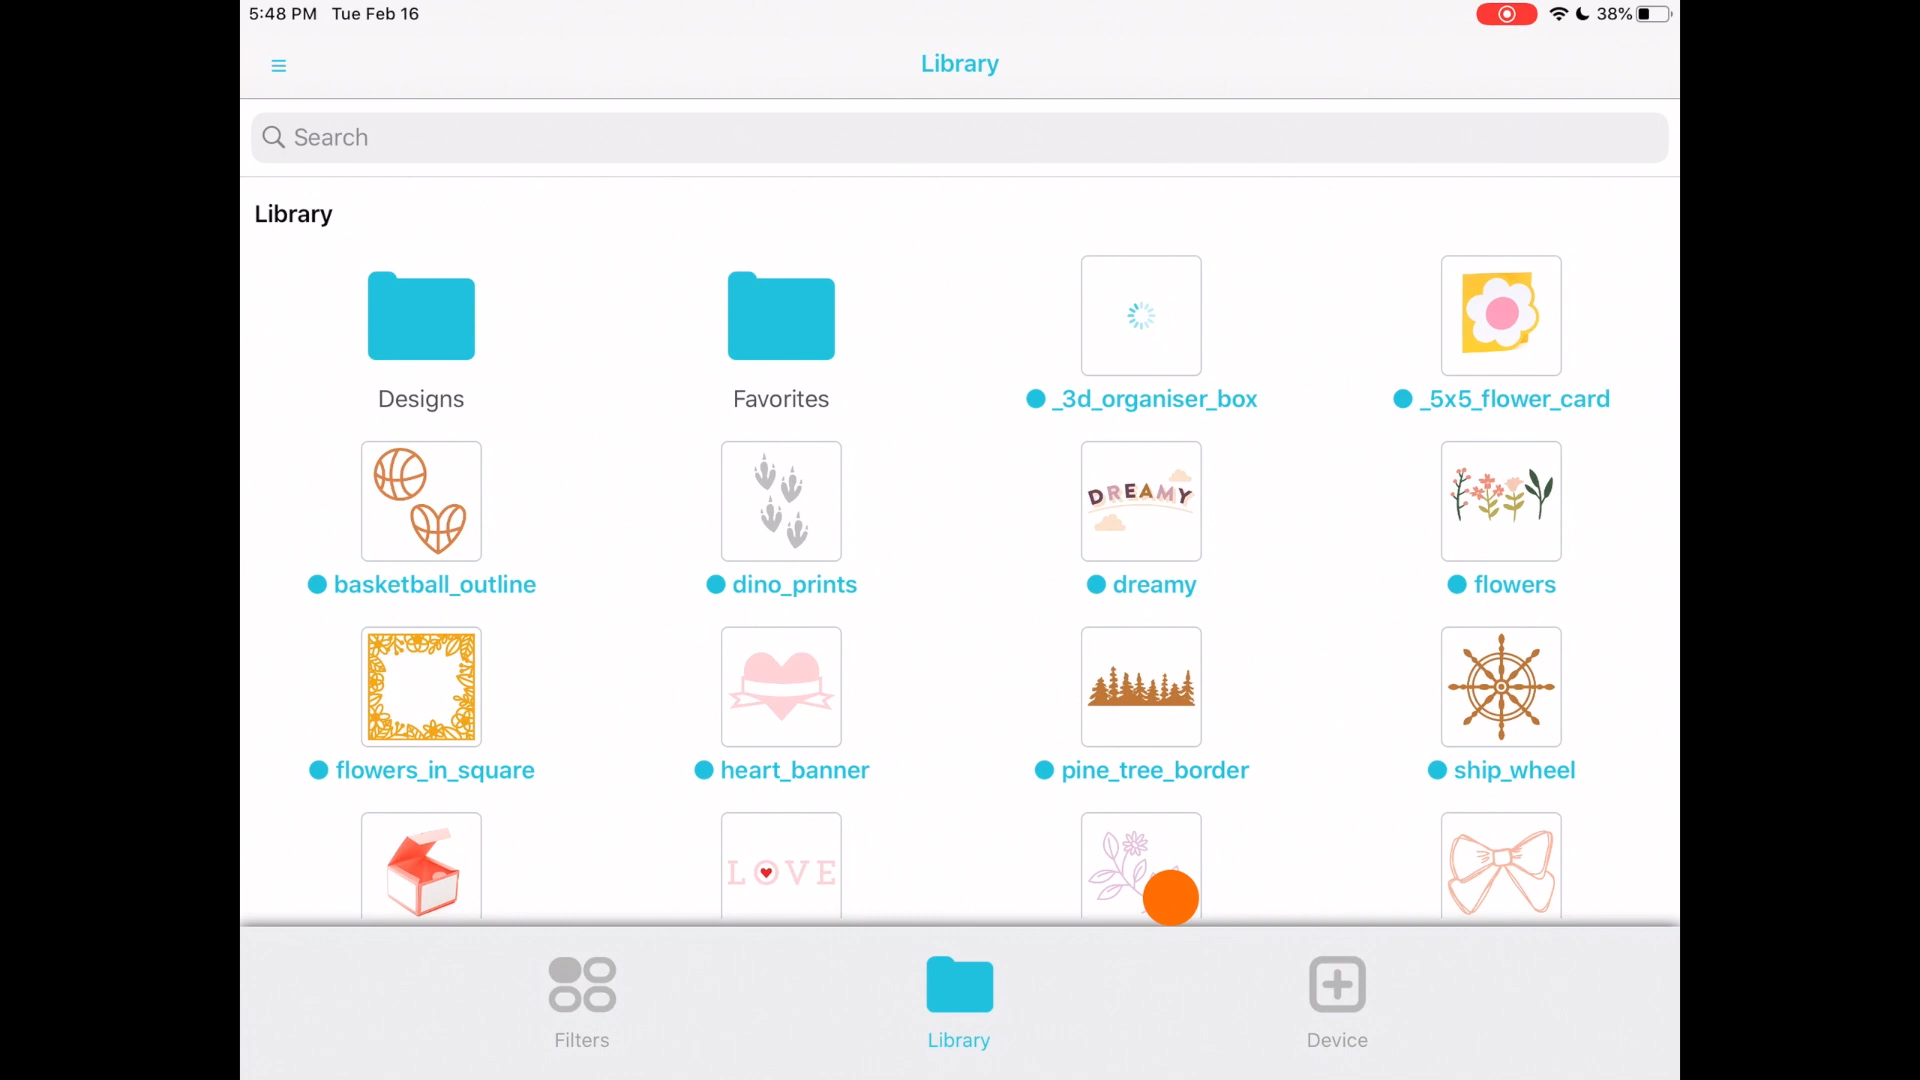 5:48 PM Tue Feb 16
38%
Library
Search
Library
Designs
Favorites
_3d_organiser_box
_5x5_flower_card
DREAMY
basketball_outline
dino_prints
dreamy
flowers
flowers_in_square
heart_banner
pine_tree_border
ship_wheel
LOVE
Filters
Library
Device